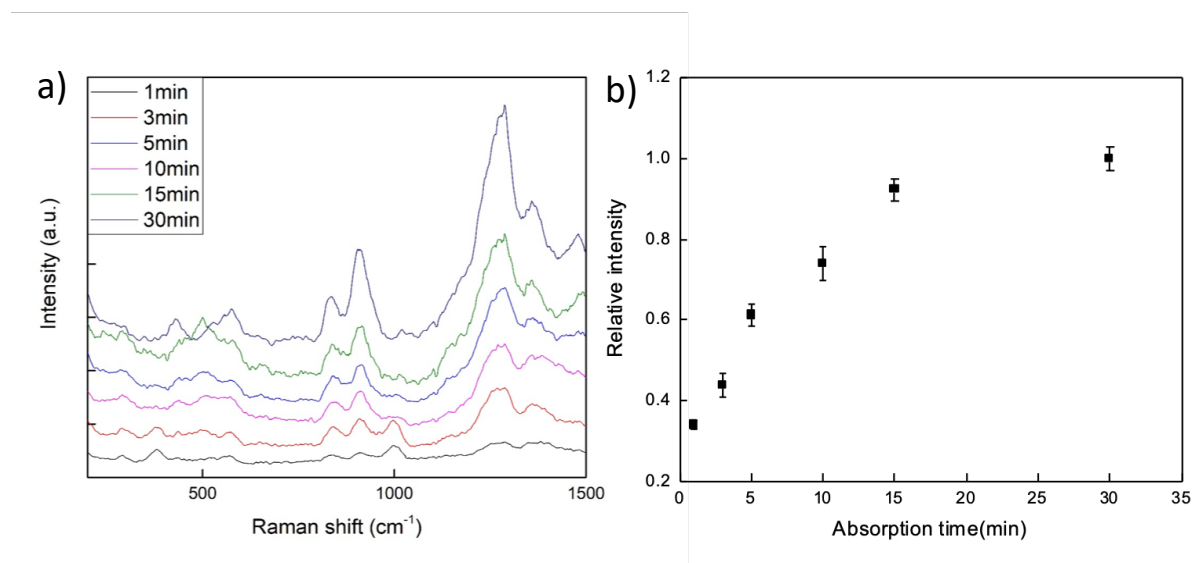 a)
1min
3min
5min
10min
15min
30min
Intensity (a.u.)
500
1000
1500
Raman shift (cm⁻¹)
b)
1.2
1.0
0.8
0.6
0.4
0.2
Relative intensity
0
5
10
15
20
25
30
35
Absorption time(min)